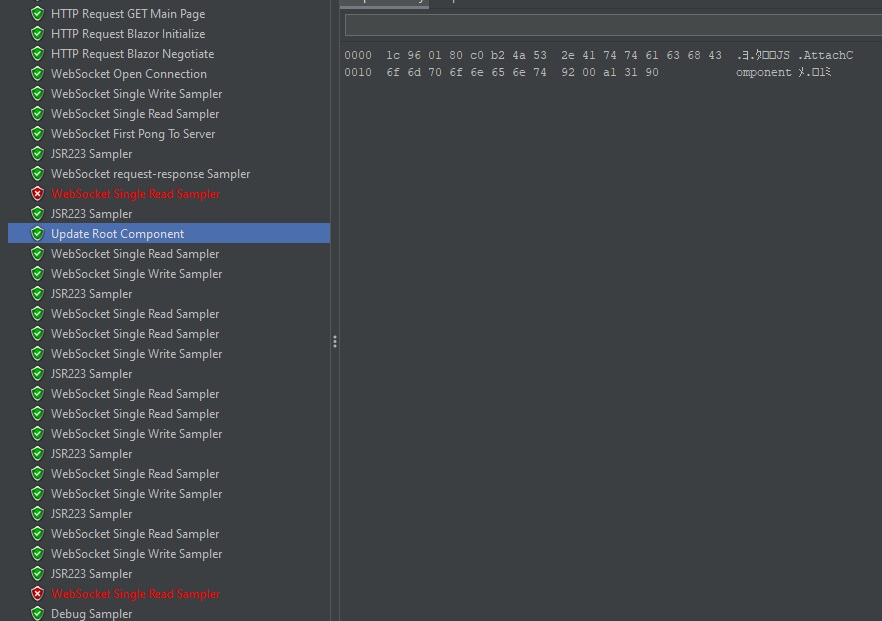 HTTP Request GET Main Page
HTTP Request Blazor Initialize
HTTP Request Blazor Negotiate
WebSocket Open Connection
WebSocket Single Write Sampler
WebSocket Single Read Sampler
WebSocket First Pong To Server
JSR223 Sampler
WebSocket request-response Sampler
WebSocket Single Read Sampler
JSR223 Sampler
Update Root Component
WebSocket Single Read Sampler
WebSocket Single Write Sampler
JSR223 Sampler
WebSocket Single Read Sampler
WebSocket Single Read Sampler
WebSocket Single Write Sampler
JSR223 Sampler
WebSocket Single Read Sampler
WebSocket Single Read Sampler
WebSocket Single Write Sampler
JSR223 Sampler
WebSocket Single Read Sampler
WebSocket Single Write Sampler
JSR223 Sampler
WebSocket Single Read Sampler
WebSocket Single Write Sampler
JSR223 Sampler
WebSocket Single Read Sampler
Debug Sampler
0000 1c 96 01 80 c0 b2 4a 53 2e 41 74 74 61 63 68 43 JS .AttachC
0010 6f 6d 70 6f 6e 65 6e 74 92 00 a1 31 90 omponent